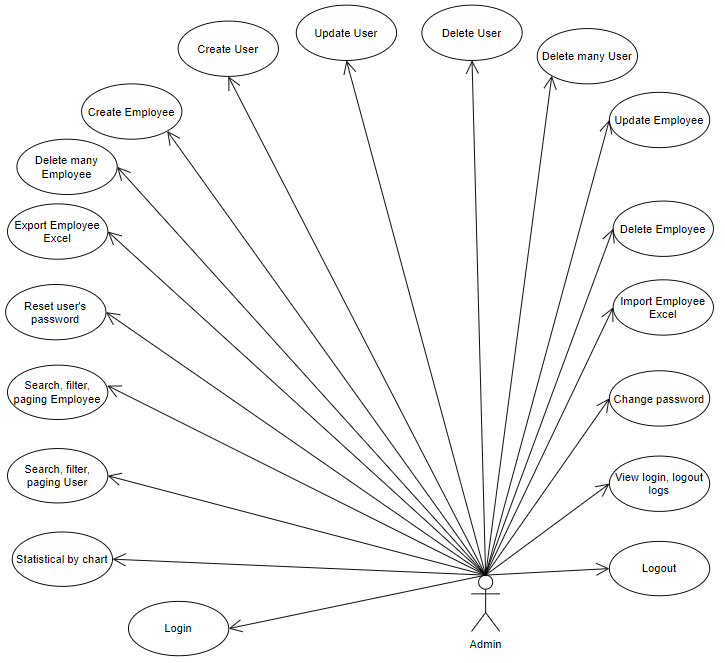 Update User
Delete User
Create User
Delete many User
Create Employee
Update Employee
Delete many
Employee
Export Employee
Excel
Delete Employee
Reset user's
password
Import Employee
Excel
Search, filter,
paging Employee
Change password
Search, filter,
paging User
View login, logout
logs
Statistical by chart
Logout
Login
Admin